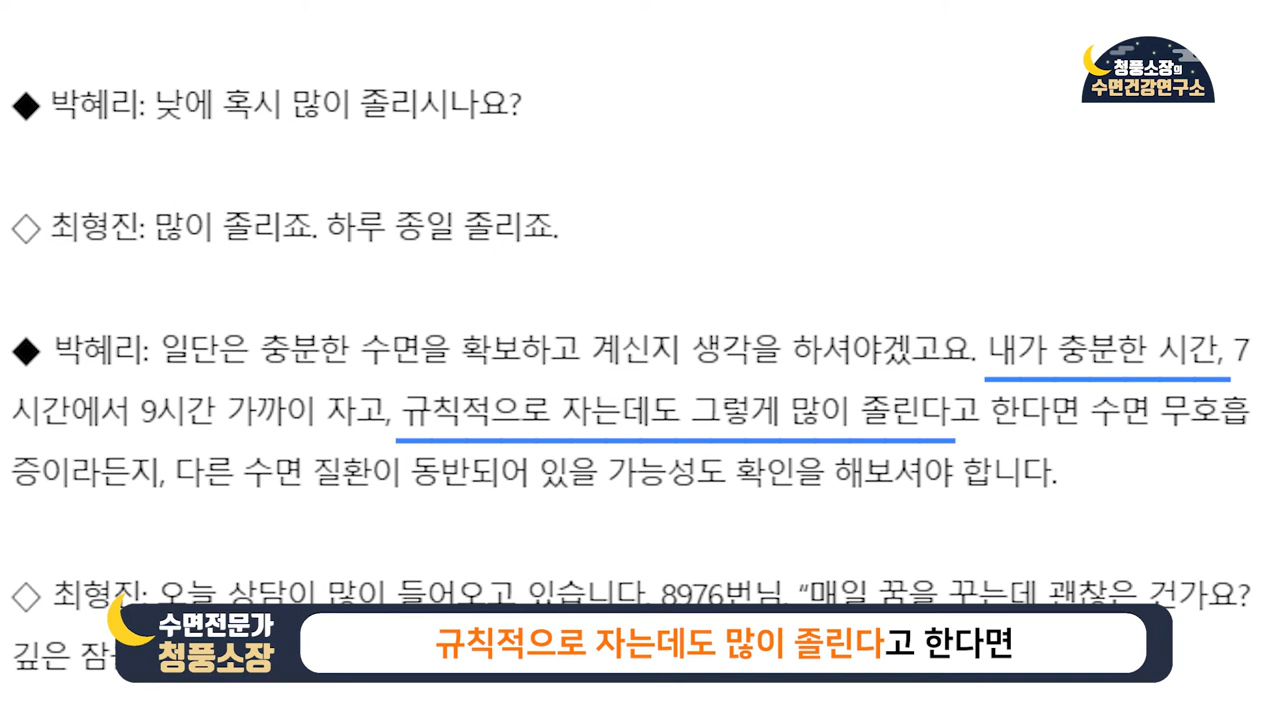 청풍소장의
수면건강연구소
◆ 박혜리: 낮에 혹시 많이 졸리시나요?
◇ 최형진: 많이 졸리죠. 하루 종일 졸리죠.
◆ 박혜리: 일단은 충분한 수면을 확보하고 계신지 생각을 하셔야겠고요. 내가 충분한 시간, 7
시간에서 9시간 가까이 자고, 규칙적으로 자는데도 그렇게 많이 졸린다고 한다면 수면 무호흡
증이라든지, 다른 수면 질환이 동반되어 있을 가능성도 확인을 해보셔야 합니다.
◇ 최형진: 오늘 상담이 많이 들어오고 있습니다. 8976번님, “매일 꿈을 꾸는데 괜찮은 건가요?
깊은
수면전문가
청풍소장
규칙적으로 자는데도 많이 졸린다고 한다면